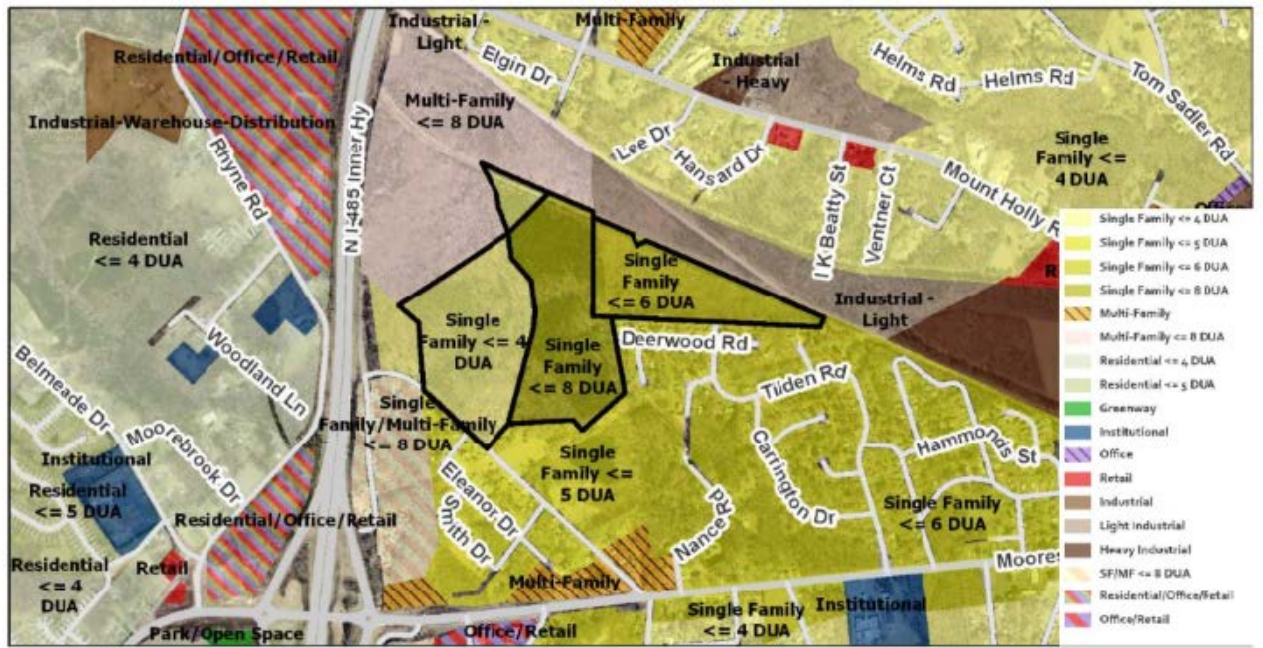 Industrial -
Light
Multi-Family
Residential/Office/Retail
Elgin Dr
Industrial
- Heavy
Helms Rd
Helms Rd
Tom Sadler Rd
Multi-Family
<= 8 DUA
Industrial-Warehouse-Distribution
N I-485 Inner Hy
Rhyne Rd
Lee Dr
Hansard Dr
Single
Family <=
4 DUA
I K Beatty St
Ventner Ct
Mount Holly R
Residential
<= 4 DUA
Single
Family
<= 6 DUA
Industrial -
Light
Single
Family <= 4
DUA
Single
Family
<= 8 DUA
Deerwood Rd
Woodland Ln
Belmeade Dr
Moorebrook Dr
Tilden Rd
Single
Family/Multi-Family
<= 8 DUA
Hammonds St
Carrington Dr
Institutional
Residential
<= 5 DUA
Eleanor Dr
Smith Dr
Single
Family <=
5 DUA
Nance Rd
Single Family
<= 6 DUA
Residential/Office/Retail
Moores
Residential
<= 4
DUA
Retail
Multi-Family
Single Family
<= 4 DUA
Institutional
Park/Open Space
Office/Retail
Single Family <= 4 DUA
Single Family <= 5 DUA
Single Family <= 6 DUA
Single Family <= 8 DUA
Multi-Family
Multi-Family <= 8 DUA
Residential <= 4 DUA
Residential <= 5 DUA
Greenway
Institutional
Office
Retail
Industrial
Light Industrial
Heavy Industrial
SF/MF <= 8 DUA
Residential/Office/Retail
Office/Retail